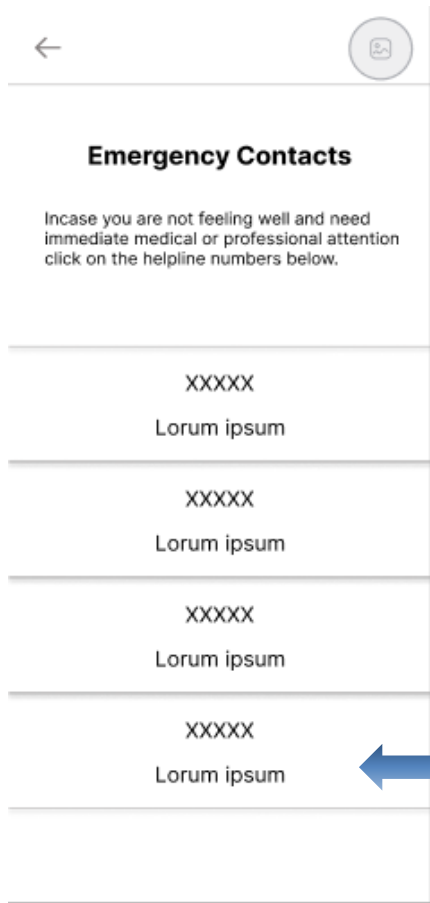 Emergency Contacts
Incase you are not feeling well and need
immediate medical or professional attention
click on the helpline numbers below.
XXXXX
Lorum ipsum
XXXXX
Lorum ipsum
XXXXX
Lorum ipsum
XXXXX
Lorum ipsum